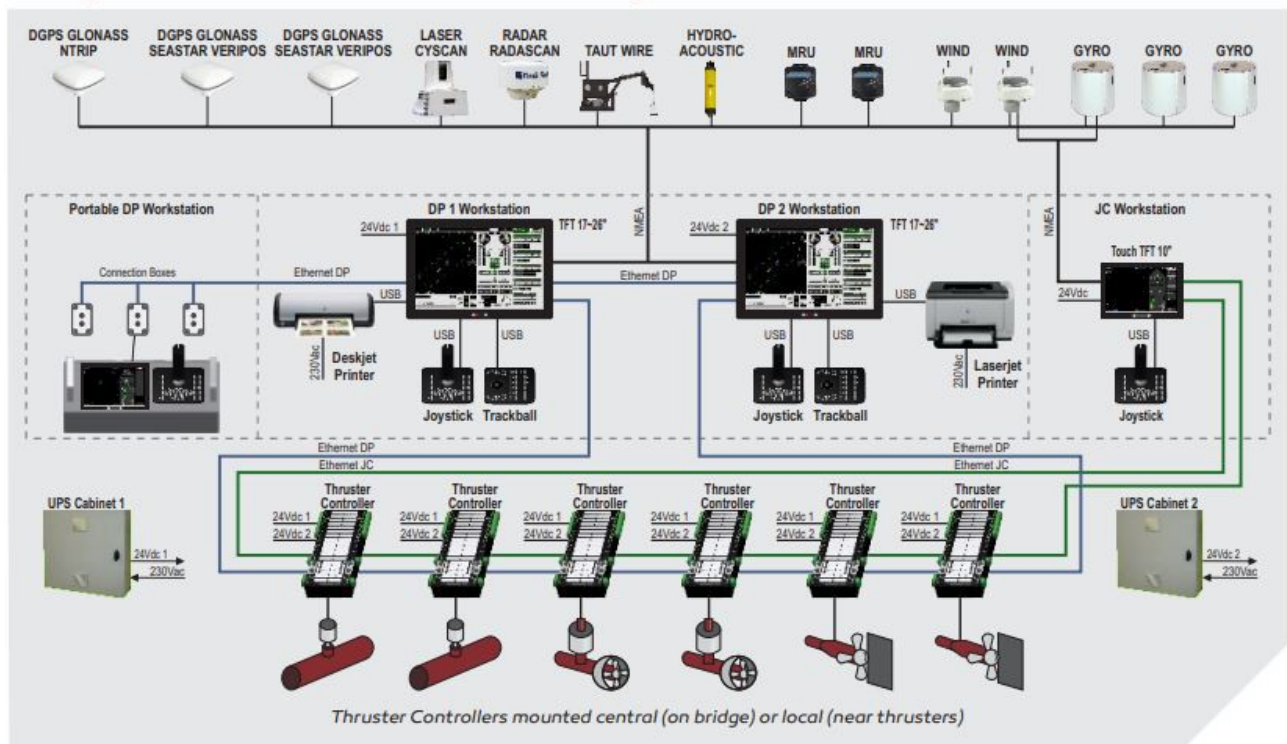 DGPS GLONASS
NTRIP
DGPS GLONASS
SEASTAR VERIPOS
DGPS GLONASS
SEASTAR VERIPOS
LASER
CYSCAN
RADAR
RADASCAN
TAUT WIRE
HYDRO-
ACOUSTIC
MRU
MRU
WIND
WIND
GYRO
GYRO
GYRO
Portable DP Workstation
DP 1 Workstation
DP 2 Workstation
JC Workstation
24Vdc 1
TFT 17~26"
NMEA
24Vdc 2
TFT 17~26"
NMEA
Touch TFT 10"
Connection Boxes
Ethernet DP
Ethernet DP
24Vdc
USB
USB
USB
USB
USB
USB
USB
230Vac
Deskjet
Printer
230Vac
Laserjet
Printer
Joystick
Trackball
Joystick
Trackball
Joystick
Ethernet DP
Ethernet DP
Ethernet JC
Ethernet JC
UPS Cabinet 1
Thruster
Controller
Thruster
Controller
Thruster
Controller
Thruster
Controller
Thruster
Controller
Thruster
Controller
UPS Cabinet 2
24Vdc 1
24Vdc 2
24Vdc 1
24Vdc 2
24Vdc 1
24Vdc 2
24Vdc 1
24Vdc 2
24Vdc 1
24Vdc 2
24Vdc 1
24Vdc 2
24Vdc 1
230Vac
24Vdc 2
230Vac
Thruster Controllers mounted central (on bridge) or local (near thrusters)